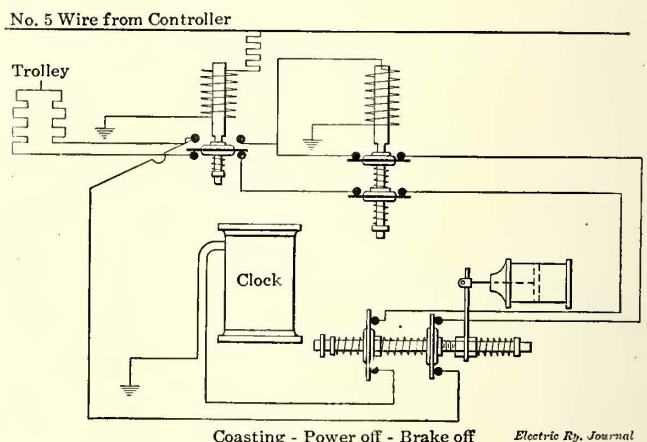 No. 5 Wire from Controller
Trolley
Clock
Coasting - Power off - Brake off
Electric Ry. Journal